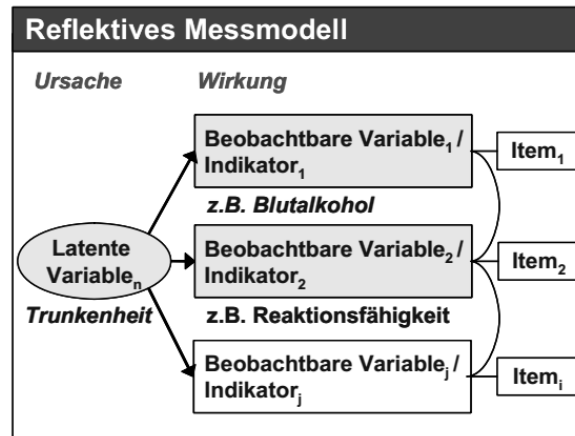 Reflektives Messmodell
Ursache
Wirkung
Beobachtbare Variable₁ /
Indikator₁
Item₁
z.B. Blutalkohol
Latente
Variableₙ
Trunkenheit
Beobachtbare Variable₂ /
Indikator₂
Item₂
z.B. Reaktionsfähigkeit
Beobachtbare Variableⱼ /
Indikatorⱼ
Itemᵢ